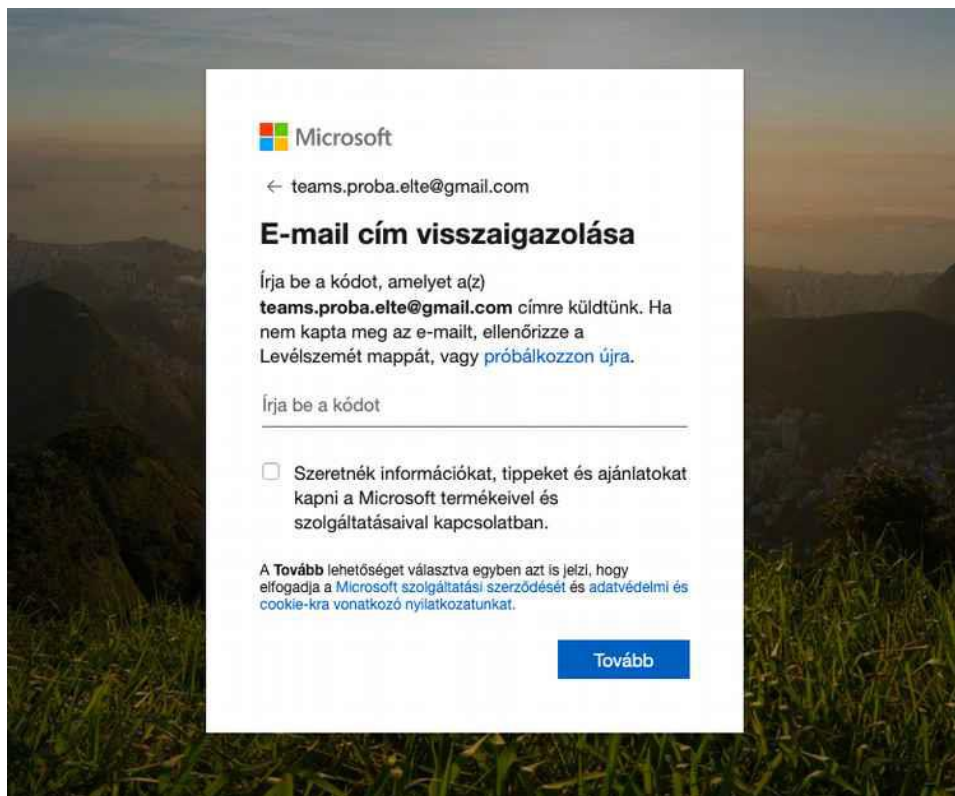 Microsoft
← teams.proba.elte@gmail.com
E-mail cím visszaigazolása
Írja be a kódot, amelyet a(z)
teams.proba.elte@gmail.com címre küldtünk. Ha
nem kapta meg az e-mailt, ellenőrizze a
Levélszemét mappát, vagy próbálkozzon újra.
Írja be a kódot
Szeretnék információkat, tippeket és ajánlatokat
kapni a Microsoft termékeivel és
szolgáltatásaival kapcsolatban.
A Tovább lehetőséget választva egyben azt is jelzi, hogy
elfogadja a Microsoft szolgáltatási szerződését és adatvédelmi és
cookie-kra vonatkozó nyilatkozatunkat.
Tovább